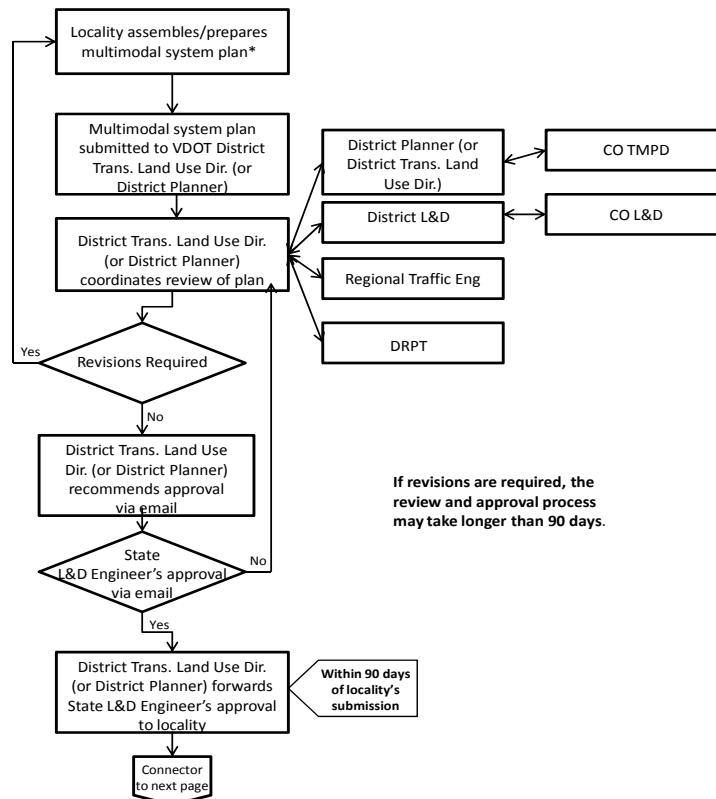 Locality assembles/prepares
multimodal system plan*
Multimodal system plan
submitted to VDOT District
Trans. Land Use Dir. (or
District Planner)
District Planner (or
District Trans. Land
Use Dir.)
CO TMPD
District L&D
CO L&D
District Trans. Land Use Dir.
(or District Planner)
coordinates review of plan
Regional Traffic Eng
DRPT
Yes
Revisions Required
No
District Trans. Land Use
Dir. (or District Planner)
recommends approval
via email
If revisions are required, the
review and approval process
may take longer than 90 days.
State
L&D Engineer's approval
via email
No
Yes
District Trans. Land Use Dir.
(or District Planner) forwards
State L&D Engineer's approval
to locality
Within 90 days
of locality's
submission
Connector
to next page